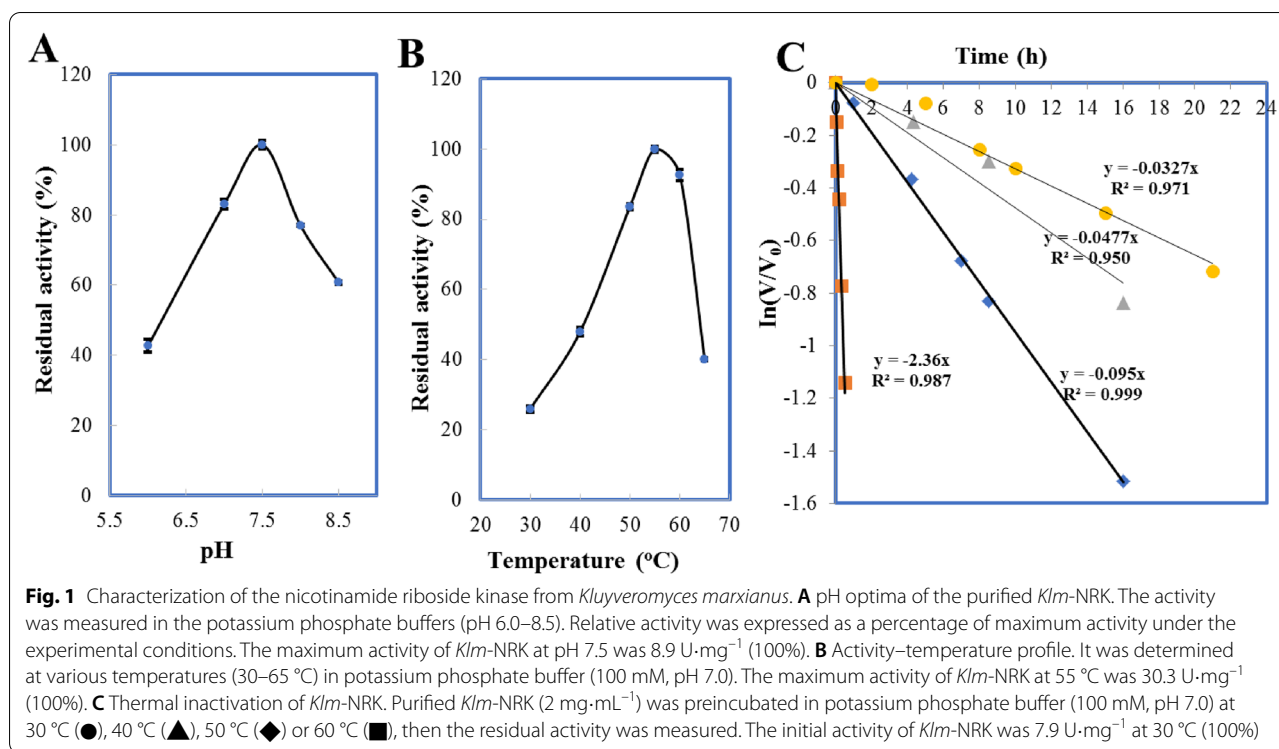 A
Residual activity (%)
120
100
80
60
40
20
0
5.5 6.5 7.5 8.5
pH
B
Residual activity (%)
120
100
80
60
40
20
0
20 30 40 50 60 70
Temperature (°C)
C
Time (h)
0 2 4 6 8 10 12 14 16 18 20 22 24
ln(V/V0)
0
-0.2
-0.4
-0.6
-0.8
-1
-1.2
-1.4
-1.6
y = -0.0327x
R² = 0.971
y = -0.0477x
R² = 0.950
y = -2.36x
R² = 0.987
y = -0.095x
R² = 0.999
Fig. 1 Characterization of the nicotinamide riboside kinase from Kluyveromyces marxianus. A pH optima of the purified Klm-NRK. The activity
was measured in the potassium phosphate buffers (pH 6.0–8.5). Relative activity was expressed as a percentage of maximum activity under the
experimental conditions. The maximum activity of Klm-NRK at pH 7.5 was 8.9 U·mg⁻¹ (100%). B Activity–temperature profile. It was determined
at various temperatures (30–65 °C) in potassium phosphate buffer (100 mM, pH 7.0). The maximum activity of Klm-NRK at 55 °C was 30.3 U·mg⁻¹
(100%). C Thermal inactivation of Klm-NRK. Purified Klm-NRK (2 mg·mL⁻¹) was preincubated in potassium phosphate buffer (100 mM, pH 7.0) at
30 °C (●), 40 °C (▲), 50 °C (◆) or 60 °C (■), then the residual activity was measured. The initial activity of Klm-NRK was 7.9 U·mg⁻¹ at 30 °C (100%)